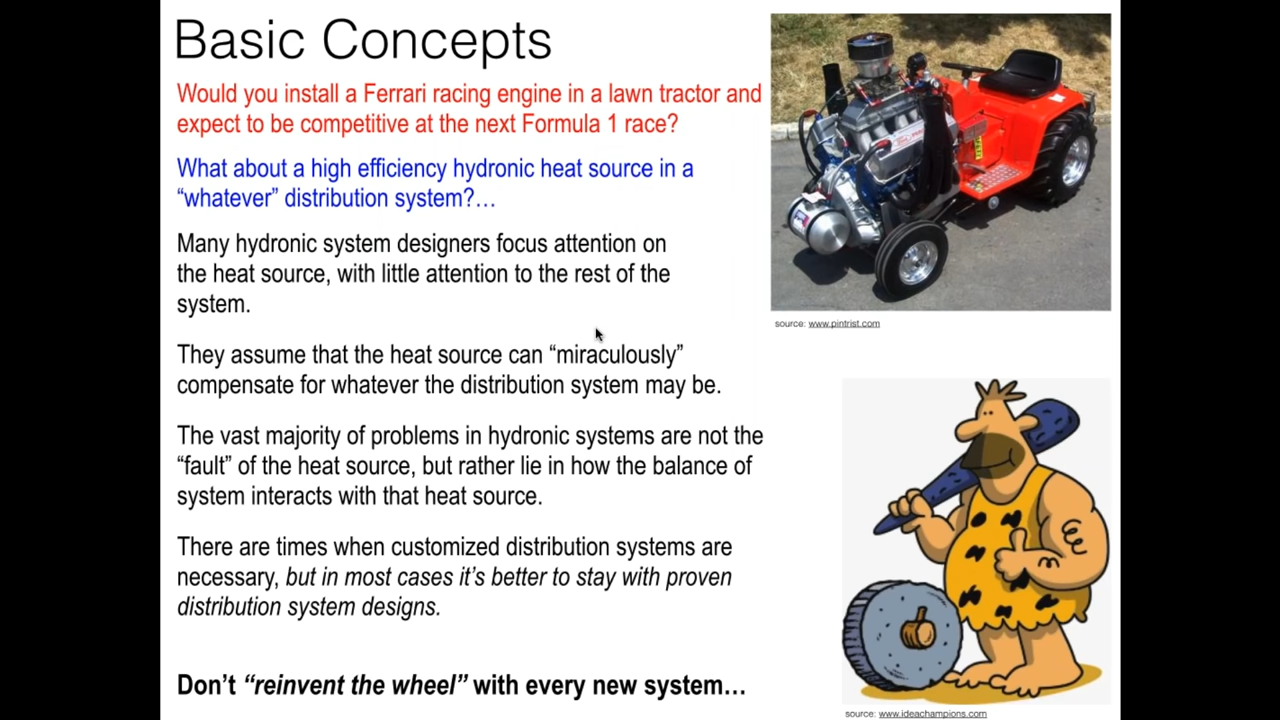 Basic Concepts
Would you install a Ferrari racing engine in a lawn tractor and
expect to be competitive at the next Formula 1 race?
What about a high efficiency hydronic heat source in a
“whatever” distribution system?…
Many hydronic system designers focus attention on
the heat source, with little attention to the rest of the
system.
They assume that the heat source can “miraculously”
compensate for whatever the distribution system may be.
The vast majority of problems in hydronic systems are not the
“fault” of the heat source, but rather lie in how the balance of
system interacts with that heat source.
There are times when customized distribution systems are
necessary, but in most cases it’s better to stay with proven
distribution system designs.
Don’t “reinvent the wheel” with every new system…
source: www.pintrist.com
source: www.ideachampions.com